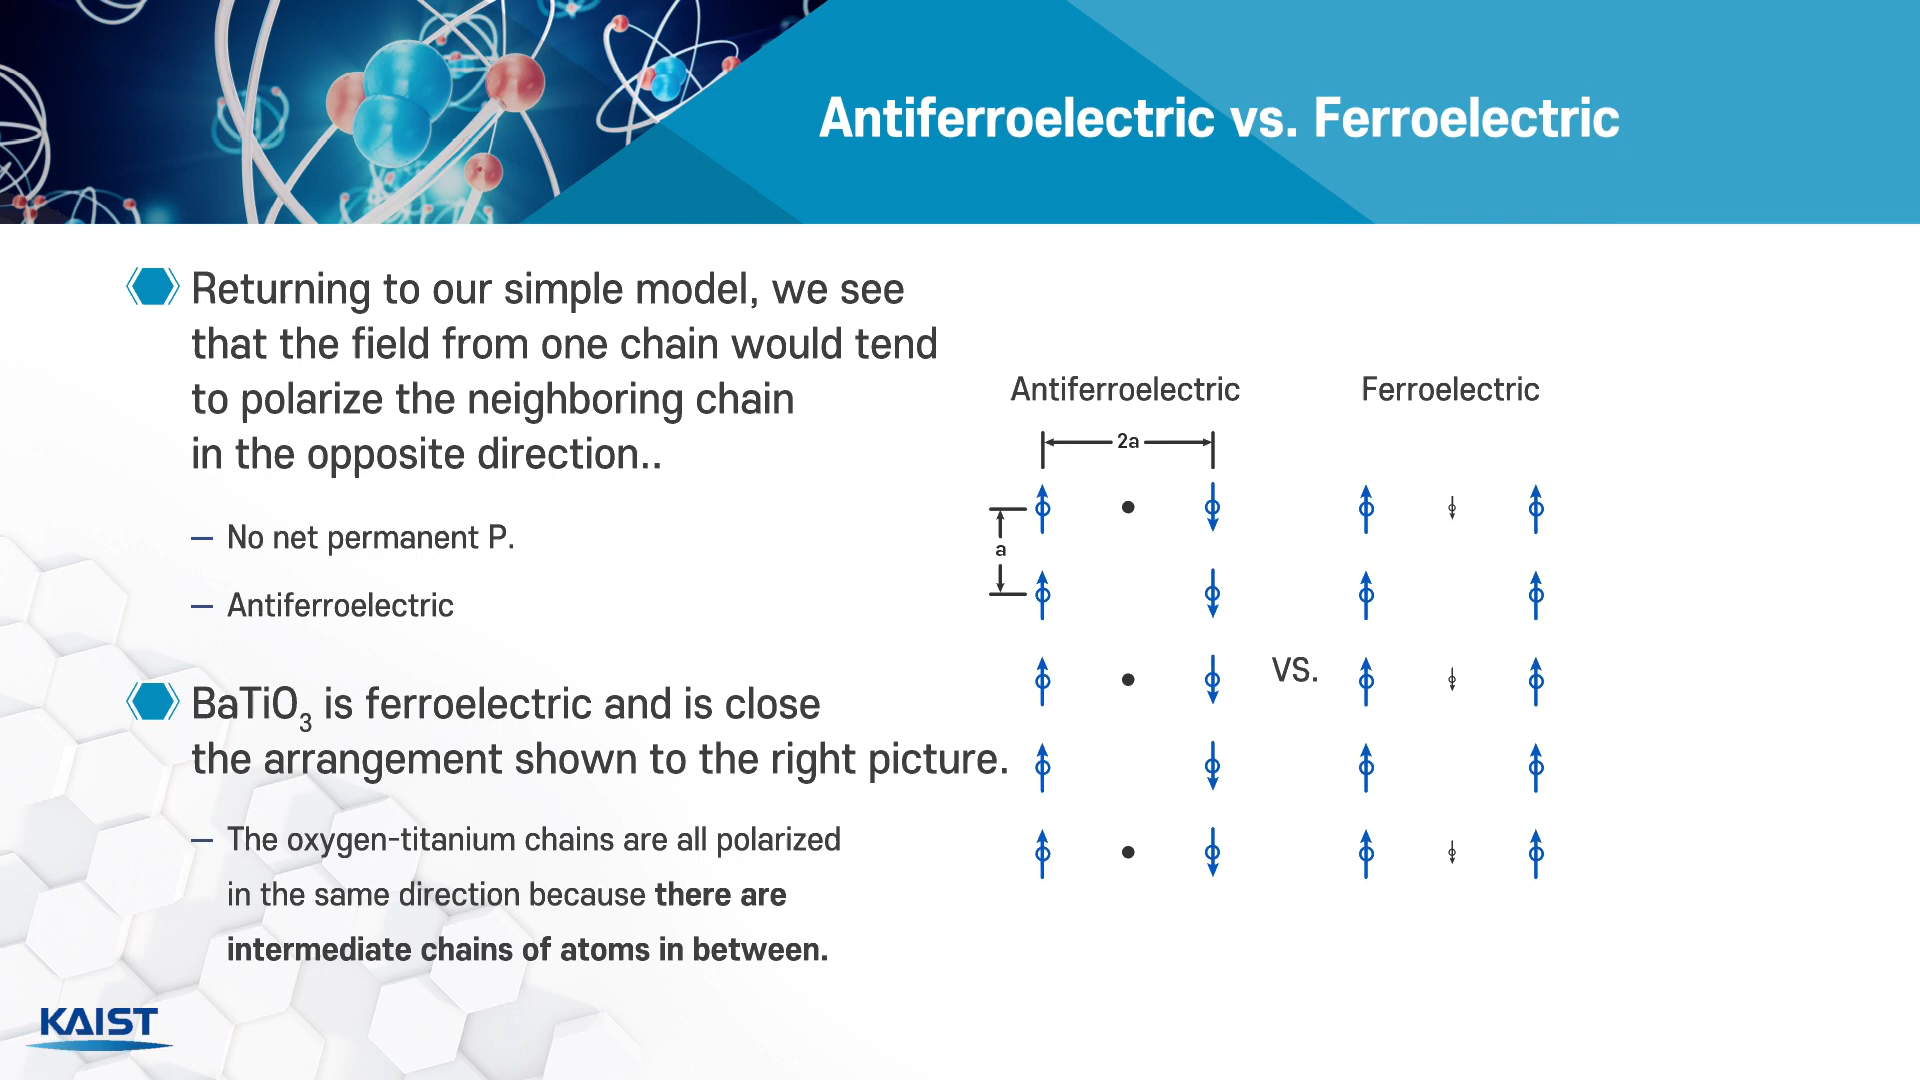 Antiferroelectric vs. Ferroelectric
Returning to our simple model, we see
that the field from one chain would tend
to polarize the neighboring chain
in the opposite direction..
– No net permanent P.
– Antiferroelectric
BaTiO₃ is ferroelectric and is close
the arrangement shown to the right picture.
– The oxygen-titanium chains are all polarized
in the same direction because there are
intermediate chains of atoms in between.
Antiferroelectric
Ferroelectric
2a
a
VS.
KAIST